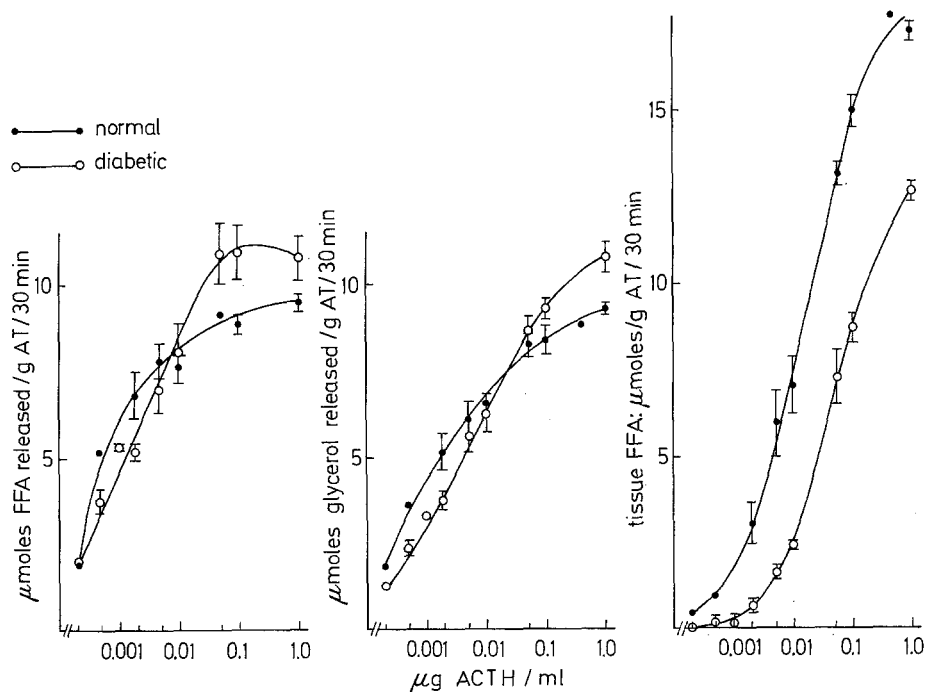 normal
diabetic
μmoles FFA released/g AT/30 min
10
5
0.001 0.01 0.1 1.0
μmoles glycerol released/g AT/30 min
10
5
0.001 0.01 0.1 1.0
μg ACTH / ml
tissue FFA: μmoles/g AT/30 min
15
10
5
0.001 0.01 0.1 1.0